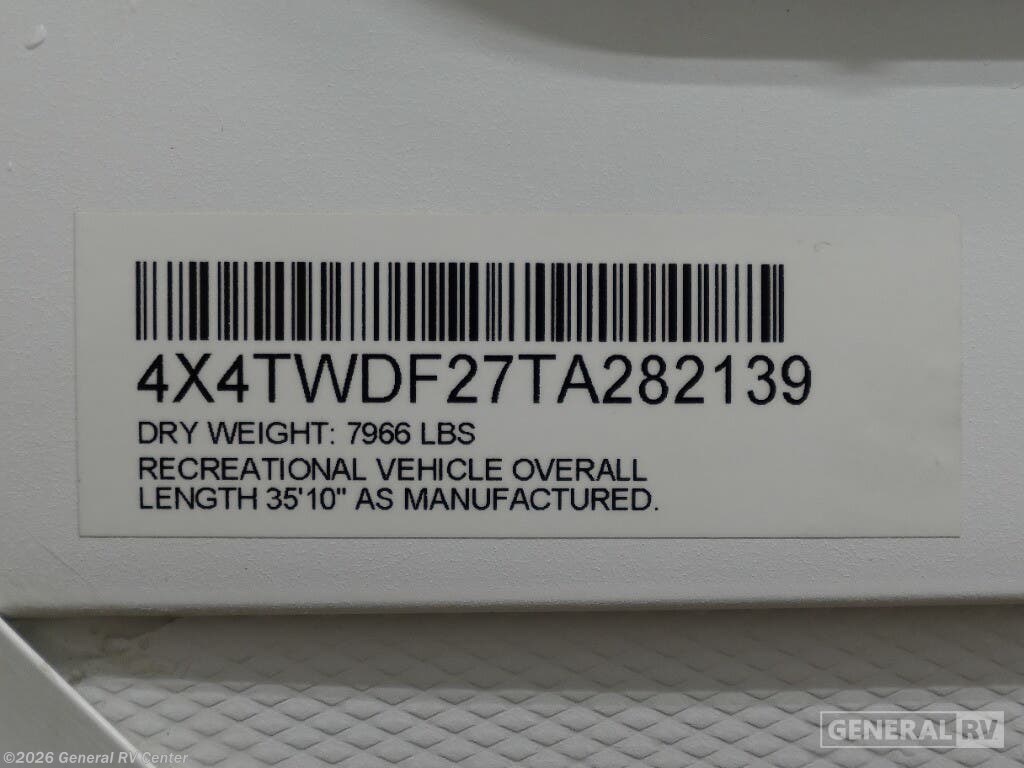 4X4TWDF27TA282139
DRY WEIGHT: 7966 LBS
RECREATIONAL VEHICLE OVERALL
LENGTH 35'10" AS MANUFACTURED.
GENERAL RV
©2026 General RV Center